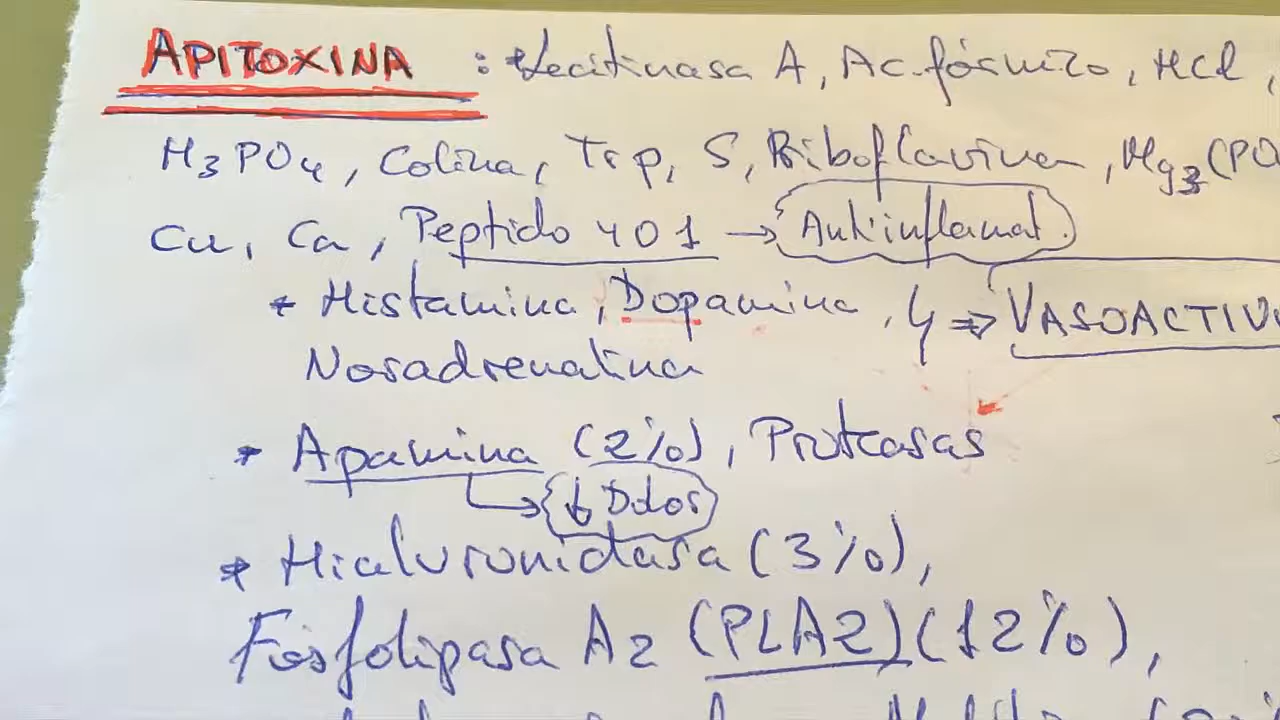 APITOXINA : Lecitinasa A, Ac. fórmico, HCl,
H3PO4, Colina, Trp, S, Riboflavina, Mg3(PO
Cu, Ca, Peptido 401 → Antiinflamat.
* Histamina, Dopamina, y ⇒ VASOACTIV
Noradrenalina
* Apamina (2%), Proteasas
↓ Dolor
* Hialuronidasa (3%),
Fosfolipasa A2 (PLA2) (12%),